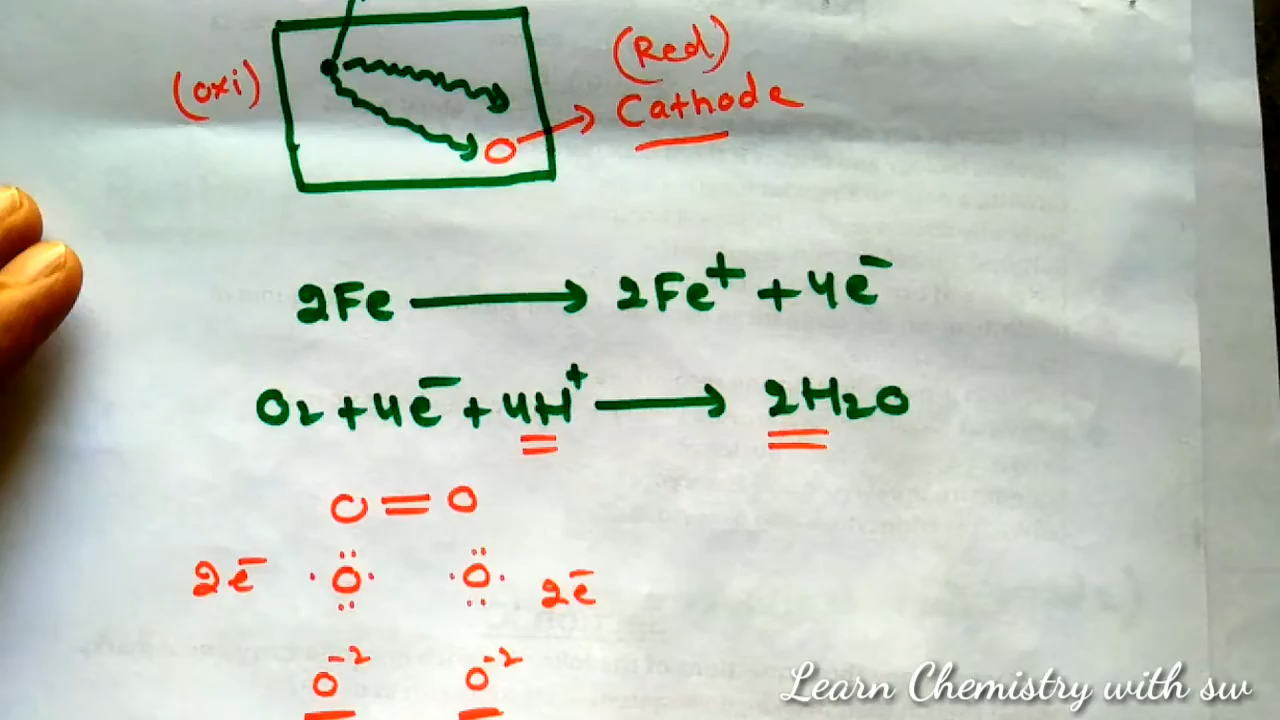 (Red)
(oxi)
Cathode
2Fe ⟶ 2Fe⁺ + 4e⁻
O₂ + 4e⁻ + 4H⁺ ⟶ 2H₂O
O = O
2e⁻ O O 2e⁻
O⁻² O⁻²
Learn Chemistry with sw